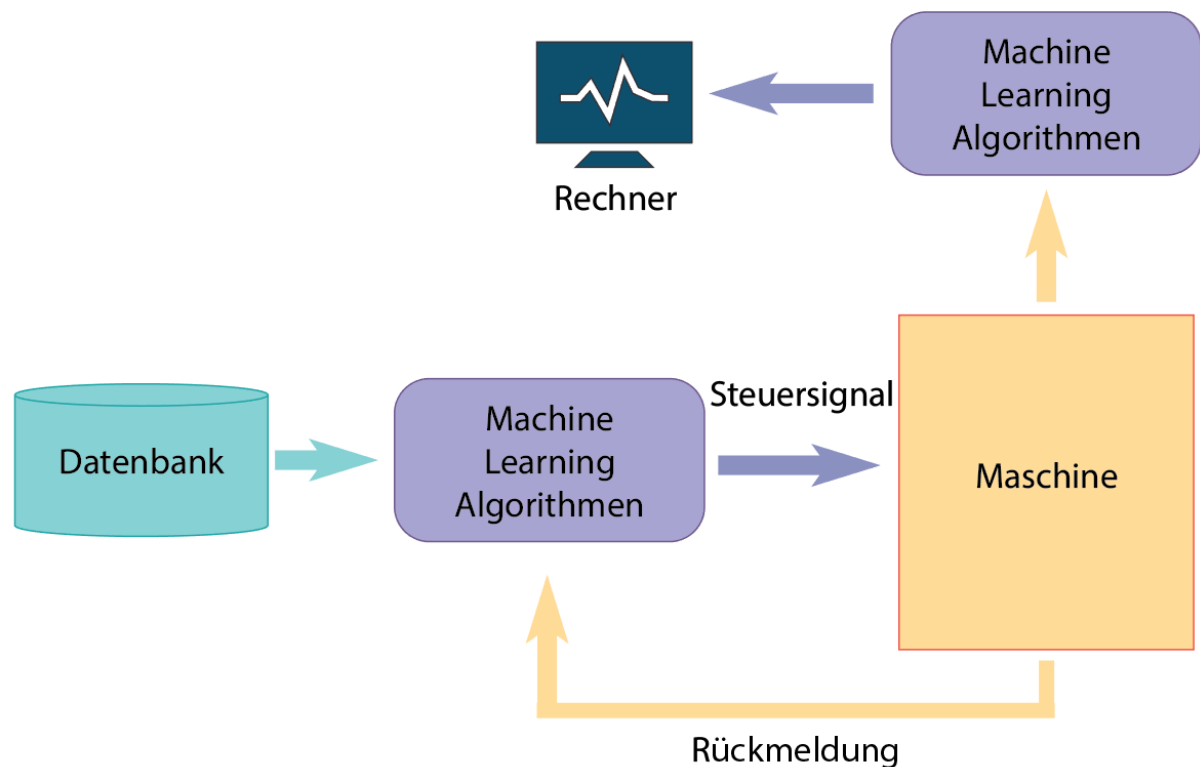 Machine
Learning
Algorithmen
Rechner
Datenbank
Machine
Learning
Algorithmen
Steuersignal
Maschine
Rückmeldung